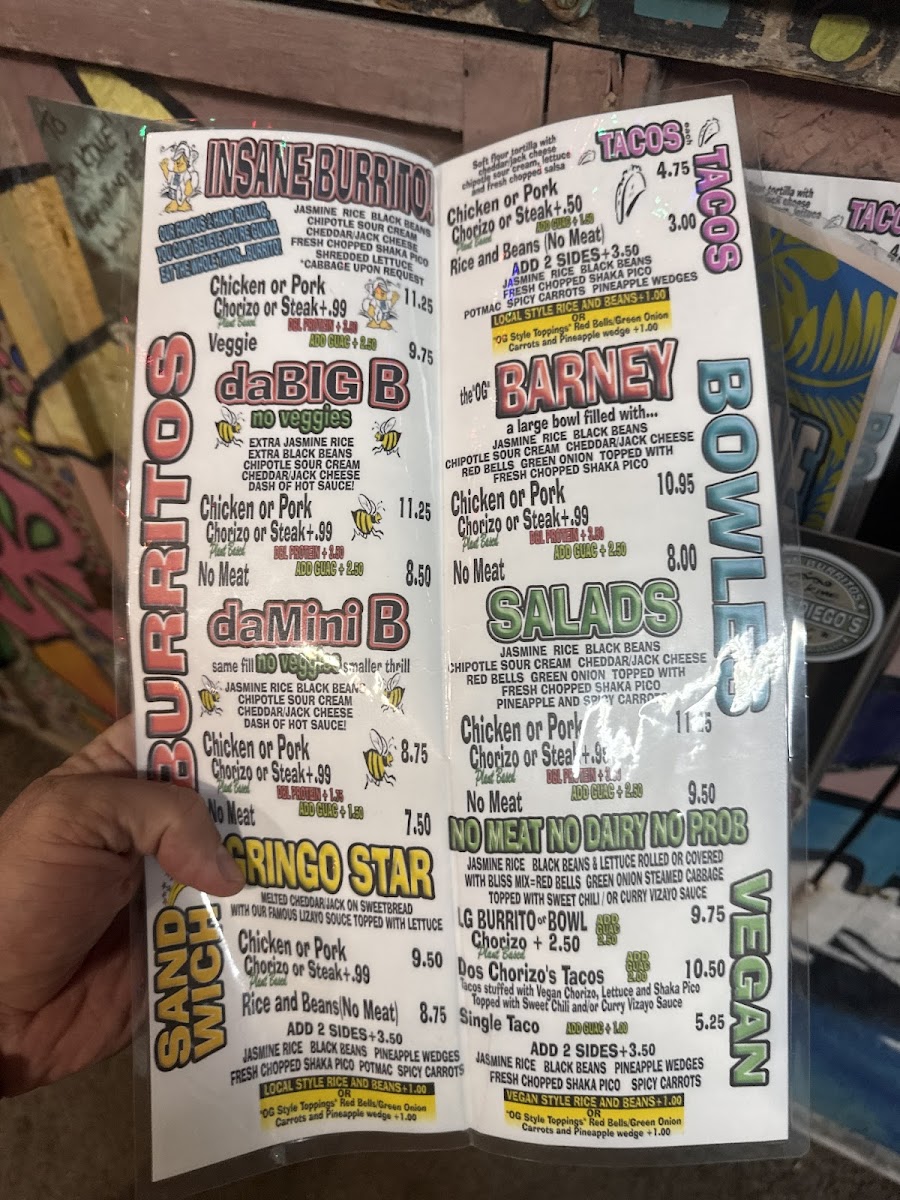 INSANE BURRITO
OUR FAMOUS 2-HAND ROLLING,
YOU CANT BELIEVE YOU'RE GUNNA
EAT THE WHOLE THING...BURRITO
JASMINE RICE BLACK BEANS
CHIPOTLE SOUR CREAM
CHEDDAR/JACK CHEESE
FRESH CHOPPED SHAKA PICO
SHREDDED LETTUCE
*CABBAGE UPON REQUEST
Chicken or Pork 11.25
Chorizo or Steak+.99
Plant Based
DBL PROTEIN + 3.50
Veggie ADD GUAC + 2.50 9.75
BURRITOS
daBIG B
no veggies
EXTRA JASMINE RICE
EXTRA BLACK BEANS
CHIPOTLE SOUR CREAM
CHEDDAR/JACK CHEESE
DASH OF HOT SAUCE!
Chicken or Pork 11.25
Chorizo or Steak+.99
Plant Based
DBL PROTEIN + 3.50
No Meat ADD GUAC + 2.50 8.50
daMini B
same fill no veggies smaller thrill
JASMINE RICE BLACK BEANS
CHIPOTLE SOUR CREAM
CHEDDAR/JACK CHEESE
DASH OF HOT SAUCE!
Chicken or Pork 8.75
Chorizo or Steak+.99
Plant Based
DBL PROTEIN + 1.75
No Meat ADD GUAC + 1.50 7.50
SAND
WICH
GRINGO STAR
MELTED CHEDDAR/JACK ON SWEETBREAD
WITH OUR FAMOUS LIZAYO SOUCE TOPPED WITH LETTUCE
Chicken or Pork 9.50
Chorizo or Steak+.99
Plant Based
Rice and Beans(No Meat) 8.75
ADD 2 SIDES+3.50
JASMINE RICE BLACK BEANS PINEAPPLE WEDGES
FRESH CHOPPED SHAKA PICO POTMAC SPICY CARROTS
LOCAL STYLE RICE AND BEANS+1.00
OR
"OG Style Toppings" Red Bells/Green Onion
Carrots and Pineapple wedge +1.00
Soft flour tortilla with
cheddar/jack cheese
chipotle sour cream, lettuce
and fresh chopped salsa
TACOS each
TACOS
Chicken or Pork 4.75
Chorizo or Steak+.50
Plant Based
Rice and Beans (No Meat) 3.00
ADD 2 SIDES+3.50
JASMINE RICE BLACK BEANS
FRESH CHOPPED SHAKA PICO
POTMAC SPICY CARROTS PINEAPPLE WEDGES
LOCAL STYLE RICE AND BEANS+1.00
OR
"OG Style Toppings" Red Bells/Green Onion
Carrots and Pineapple wedge +1.00
BOWLES
the"OG" BARNEY
a large bowl filled with...
JASMINE RICE BLACK BEANS
CHIPOTLE SOUR CREAM CHEDDAR/JACK CHEESE
RED BELLS GREEN ONION TOPPED WITH
FRESH CHOPPED SHAKA PICO
Chicken or Pork 10.95
Chorizo or Steak+.99
Plant Based
DBL PROTEIN + 3.50
ADD GUAC + 2.50
No Meat 8.00
SALADS
JASMINE RICE BLACK BEANS
CHIPOTLE SOUR CREAM CHEDDAR/JACK CHEESE
RED BELLS GREEN ONION TOPPED WITH
FRESH CHOPPED SHAKA PICO
PINEAPPLE AND SPICY CARROTS
Chicken or Pork
Chorizo or Steak+.99
Plant Based
ADD GUAC + 2.50
No Meat 9.50
NO MEAT NO DAIRY NO PROB
JASMINE RICE BLACK BEANS & LETTUCE ROLLED OR COVERED
WITH BLISS MIX=RED BELLS GREEN ONION STEAMED CABBAGE
TOPPED WITH SWEET CHILI / OR CURRY VIZAYO SAUCE
LG BURRITO or BOWL ADD GUAC 2.50 9.75
Chorizo + 2.50
Plant Based
Dos Chorizo's Tacos ADD GUAC 10.50
Tacos stuffed with Vegan Chorizo, Lettuce and Shaka Pico
Topped with Sweet Chili and/or Curry Vizayo Sauce
Single Taco ADD GUAC + 1.00 5.25
ADD 2 SIDES+3.50
JASMINE RICE BLACK BEANS PINEAPPLE WEDGES
FRESH CHOPPED SHAKA PICO SPICY CARROTS
VEGAN STYLE RICE AND BEANS+1.00
OR
"OG Style Toppings" Red Bells/Green Onion
Carrots and Pineapple wedge +1.00
VEGAN